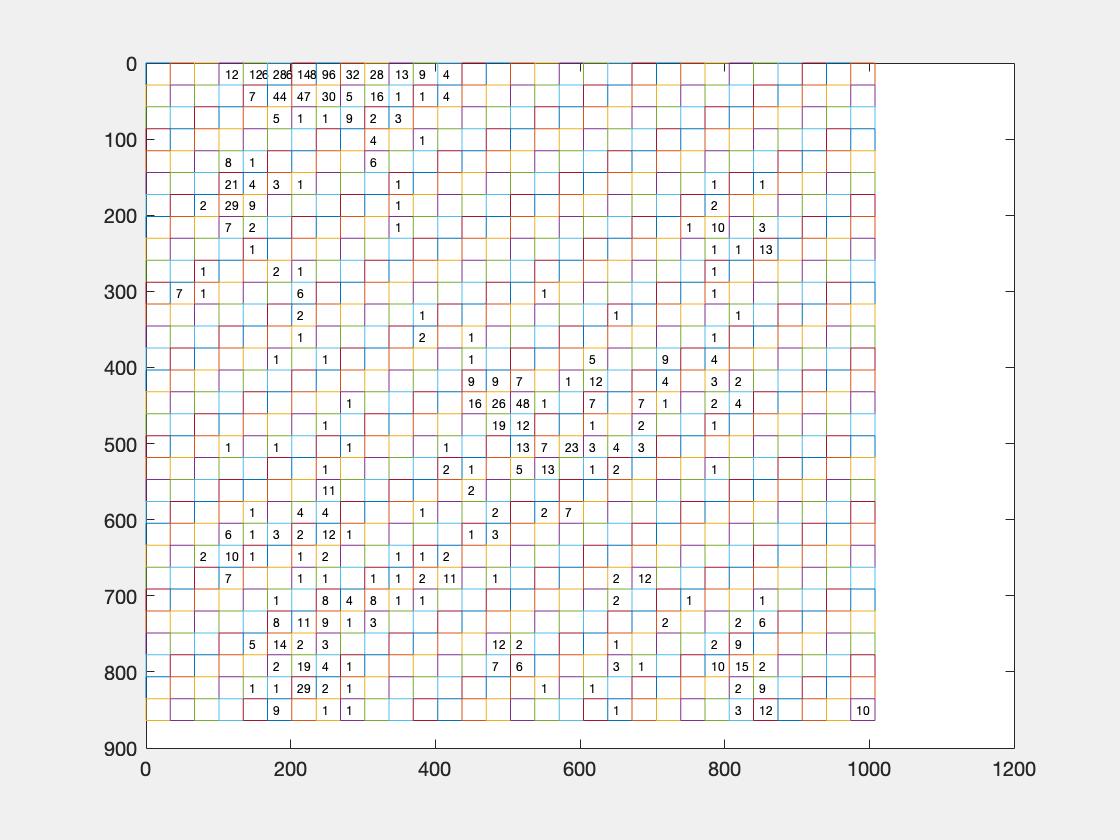 0
12 126 286 148 96 32 28 13 9 4
7 44 47 30 5 16 1 1 4
5 1 1 9 2 3
100 4 1
8 1 6
21 4 3 1 1 1 1
2 29 9 1 2
200
7 2 1 1 10 3
1 1 1 13
1 2 1 1
300 7 1 6 1 1
2 1 1 1
1 2 1 1
1 1 1 5 9 4
400
9 9 7 1 12 4 3 2
1 16 26 48 1 7 7 1 2 4
1 19 12 1 2 1
500 1 1 1 1 13 7 23 3 4 3
1 2 1 5 13 1 2 1
11 2
1 4 4 1 2 2 7
600
6 1 3 2 12 1 1 3
2 10 1 1 2 1 1 2
7 1 1 1 1 2 11 1 2 12
700 1 8 4 8 1 1 2 1 1
8 11 9 1 3 2 2 6
5 14 2 3 12 2 1 2 9
800 2 19 4 1 7 6 3 1 10 15 2
1 1 29 2 1 1 1 2 9
9 1 1 1 3 12 10
900
0 200 400 600 800 1000 1200